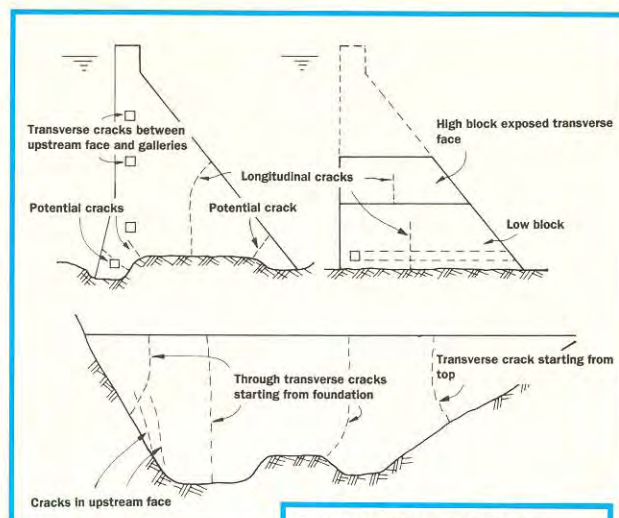 Transverse cracks between
upstream face and galleries
High block exposed transverse
face
Longitudinal cracks
Potential cracks
Potential crack
Low block
Transverse crack starting from
top
Through transverse cracks
starting from foundation
Cracks in upstream face